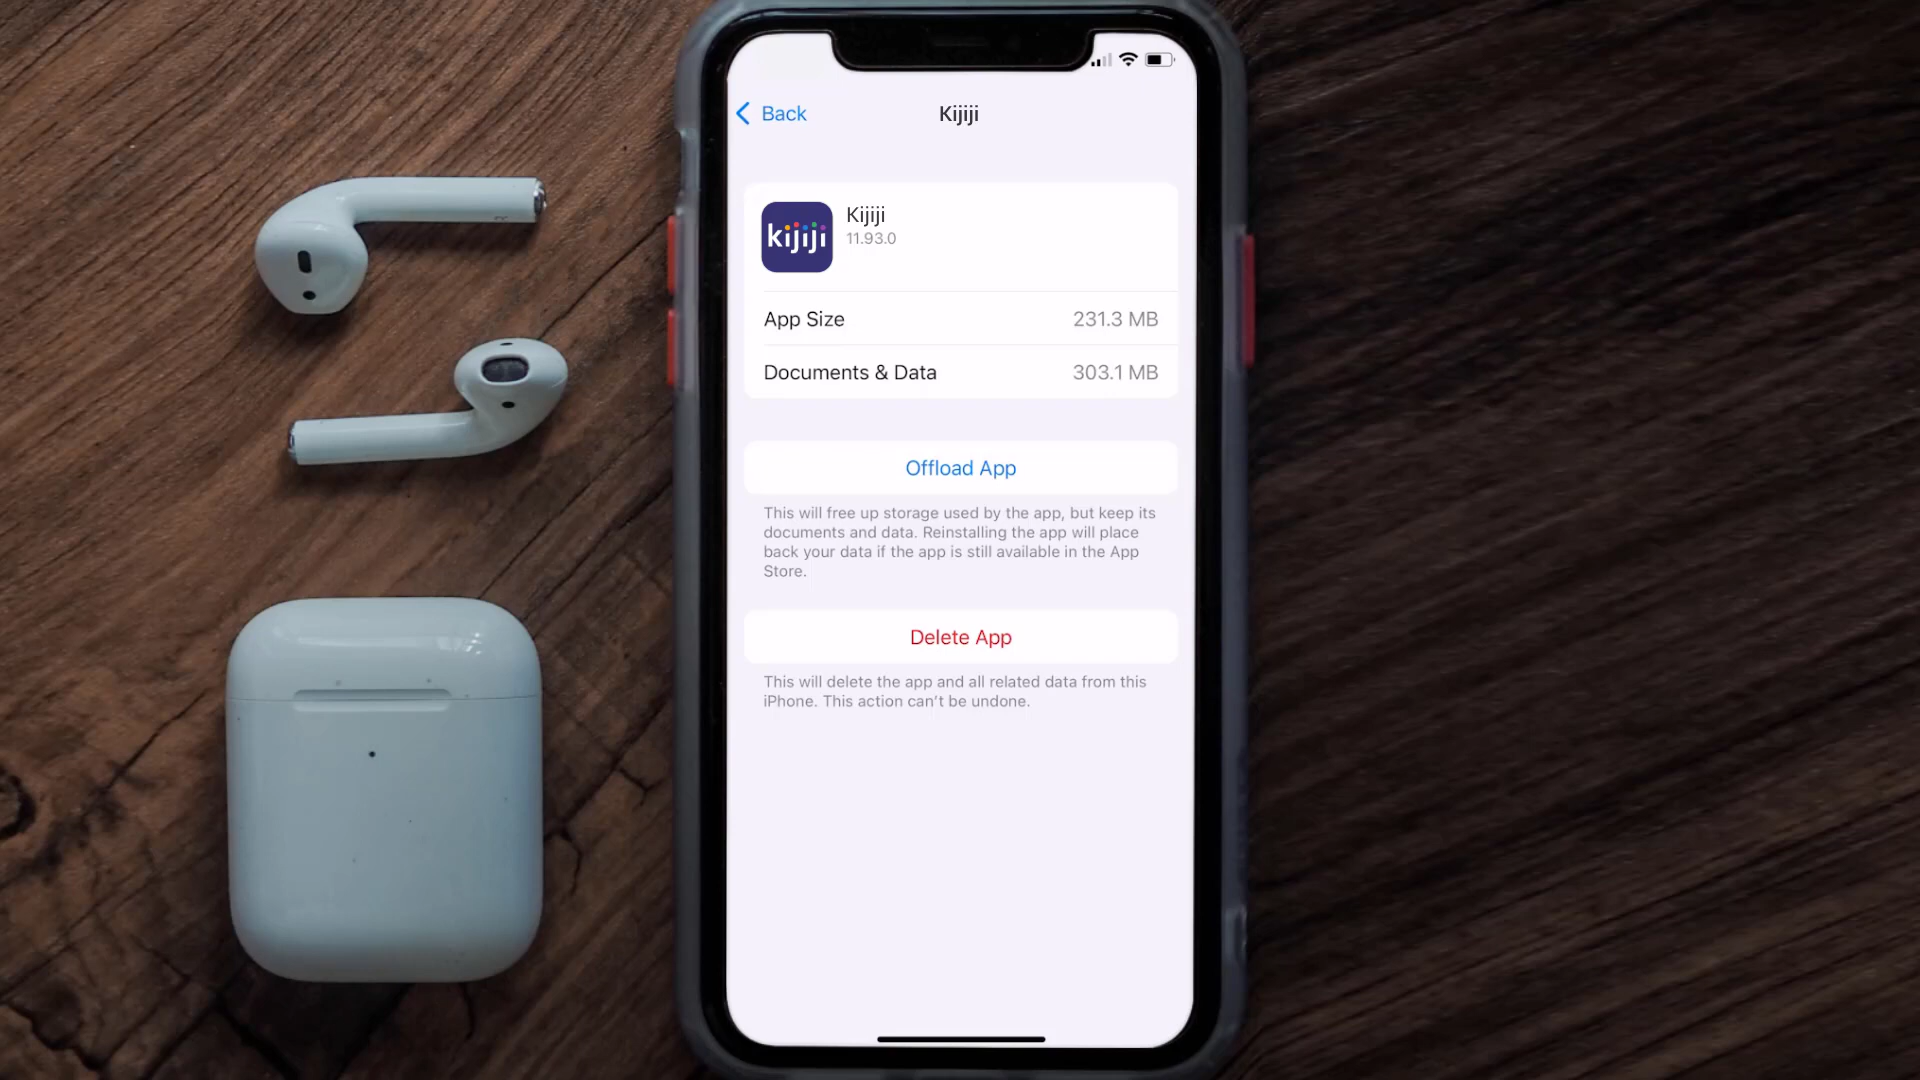 Back
Kijiji
kijiji
Kijiji
11.93.0
App Size 231.3 MB
Documents & Data 303.1 MB
Offload App
This will free up storage used by the app, but keep its
documents and data. Reinstalling the app will place
back your data if the app is still available in the App
Store.
Delete App
This will delete the app and all related data from this
iPhone. This action can't be undone.